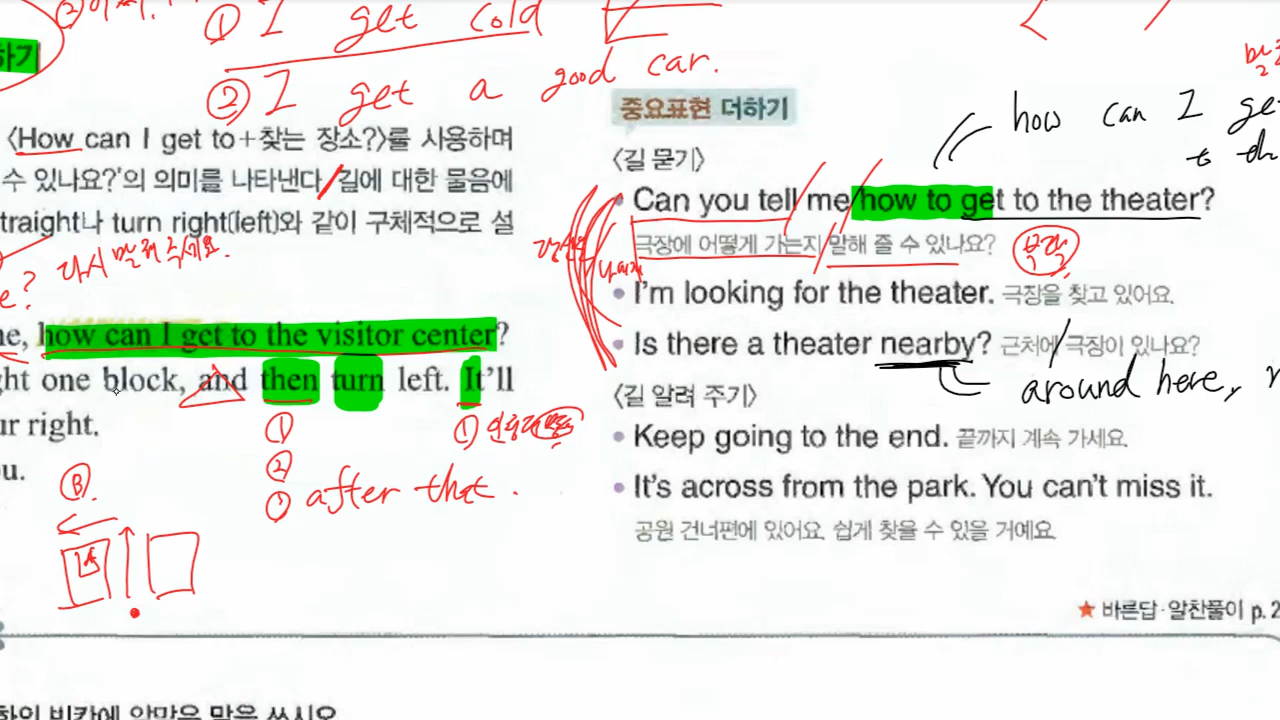 ① I get cold
② I get a good car.
하기
〈How can I get to+찾는 장소?〉를 사용하며
수 있나요?'의 의미를 나타낸다/길에 대한 물음에
traight나 turn right(left)와 같이 구체적으로 설
e? 다시 말해 주세요.
ne, how can I get to the visitor center?
ght one block, and then turn left. It'll
ur right.
ou.
①
②
③ after that.
①
Ⓑ
중요표현 더하기
how can I ge
〈길 묻기〉
• Can you tell me how to get to the theater?
극장에 어떻게 가는지 말해 줄 수 있나요?
부탁
• I'm looking for the theater. 극장을 찾고 있어요.
• Is there a theater nearby? 근처에 극장이 있나요?
around here,
〈길 알려 주기〉
• Keep going to the end. 끝까지 계속 가세요.
• It's across from the park. You can't miss it.
공원 건너편에 있어요. 쉽게 찾을 수 있을 거예요.
★ 바른답·알찬풀이 p. 2